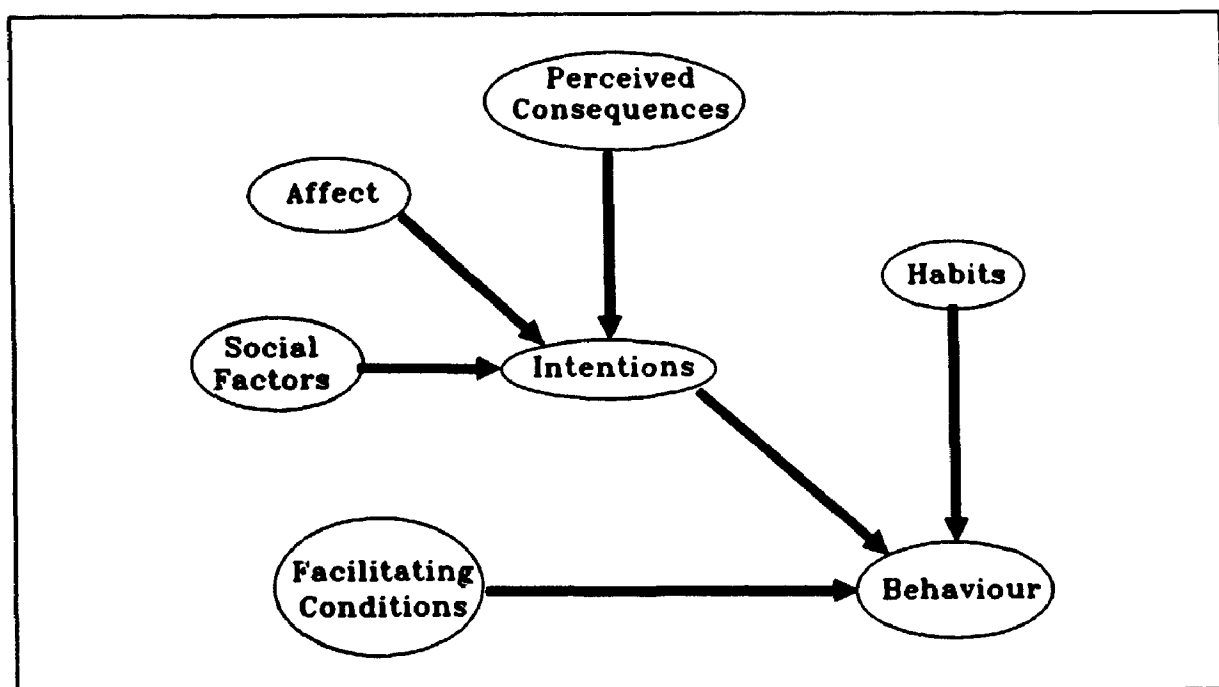 Perceived
Consequences
Affect
Habits
Social
Factors
Intentions
Facilitating
Conditions
Behaviour